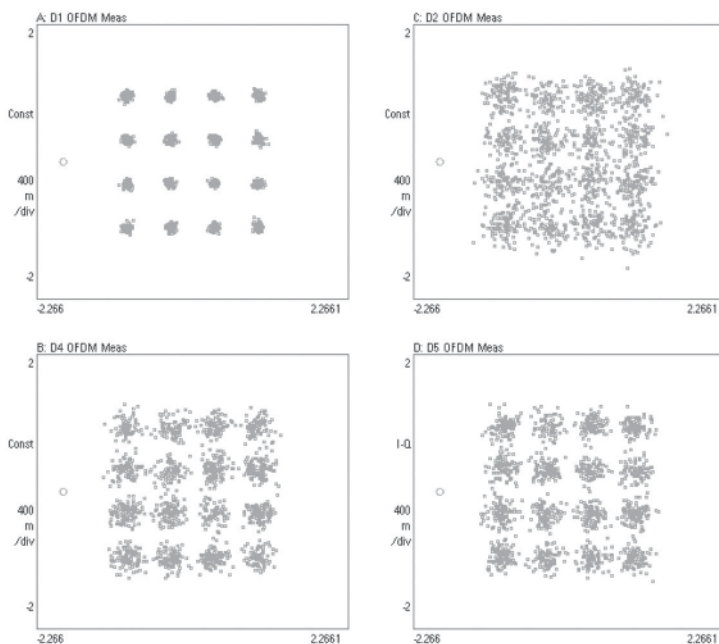 A: D1 OFDM Meas
2
Const
400
m
/div
-2
-2.266
2.2661
C: D2 OFDM Meas
2
Const
400
m
/div
-2
-2.266
2.2661
B: D4 OFDM Meas
2
Const
400
m
/div
-2
-2.266
2.2661
D: D5 OFDM Meas
2
I-Q
400
m
/div
-2
-2.266
2.2661